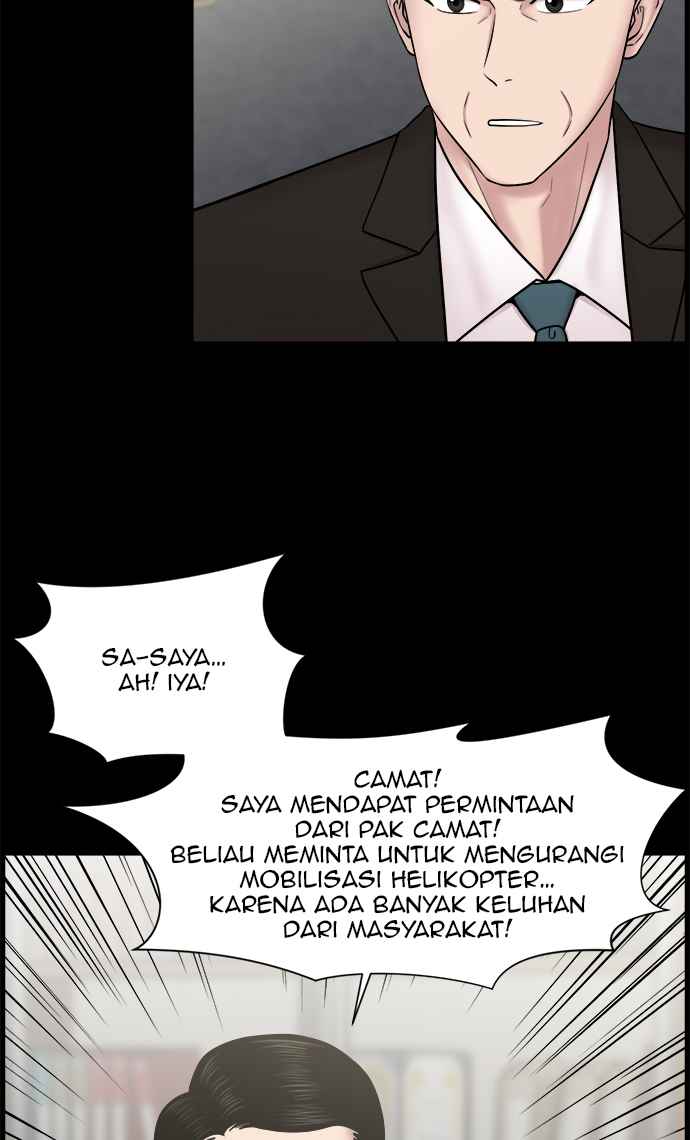 SA-SAYA...
AH! IYA!
CAMAT!
SAYA MENDAPAT PERMINTAAN
DARI PAK CAMAT!
BELIAU MEMINTA UNTUK MENGURANGI
MOBILISASI HELIKOPTER...
KARENA ADA BANYAK KELUHAN
DARI MASYARAKAT!